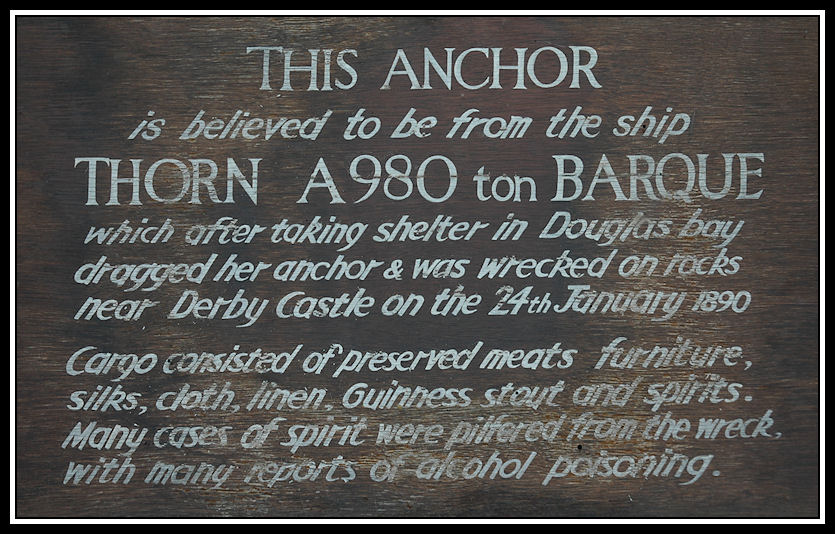 THIS ANCHOR
is believed to be from the ship
THORN A 980 ton BARQUE
which after taking shelter in Douglas bay
dragged her anchor & was wrecked on rocks
near Derby Castle on the 24th January 1890
Cargo consisted of preserved meats furniture,
silks, cloth, linen, Guinness stout and spirits.
Many cases of spirit were pilfered from the wreck,
with many reports of alcohol poisoning.